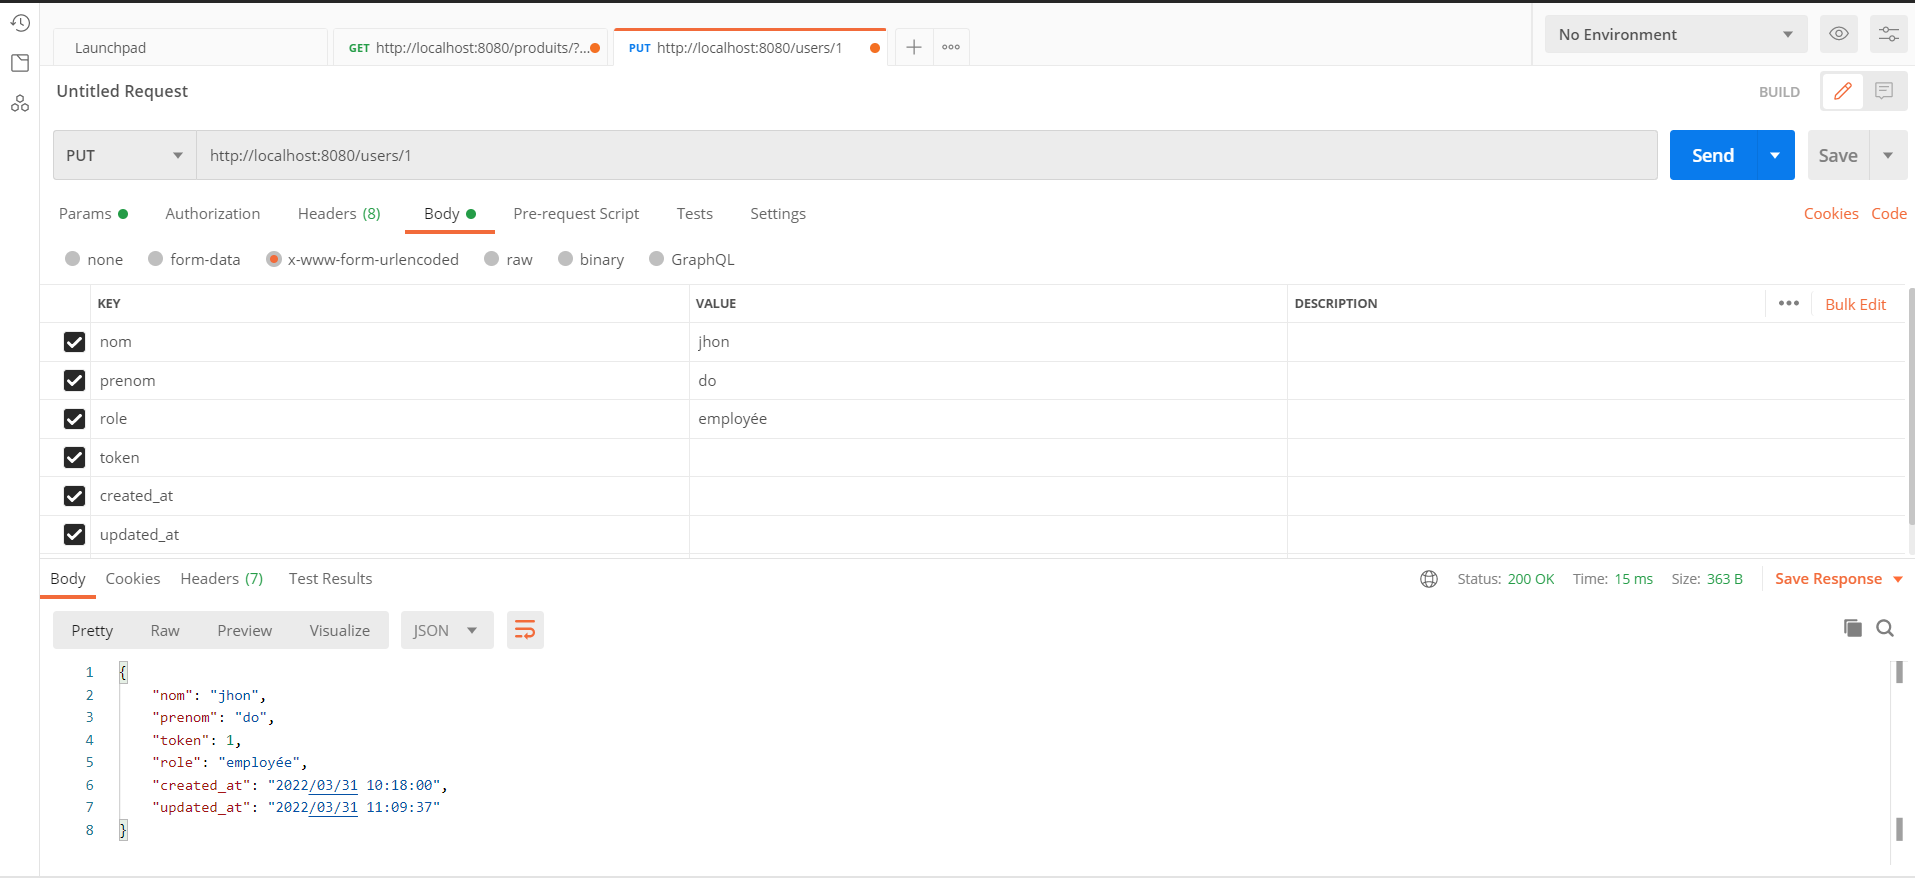 Launchpad
GET http://localhost:8080/produits/?...
PUT http://localhost:8080/users/1
No Environment
Untitled Request
BUILD
PUT
http://localhost:8080/users/1
Send
Save
Params
Authorization
Headers (8)
Body
Pre-request Script
Tests
Settings
Cookies
Code
none
form-data
x-www-form-urlencoded
raw
binary
GraphQL
KEY VALUE DESCRIPTION
Bulk Edit
nom jhon
prenom do
role employée
token
created_at
updated_at
Body
Cookies
Headers (7)
Test Results
Status: 200 OK
Time: 15 ms
Size: 363 B
Save Response
Pretty
Raw
Preview
Visualize
JSON
1 {
2 "nom": "jhon",
3 "prenom": "do",
4 "token": 1,
5 "role": "employée",
6 "created_at": "2022/03/31 10:18:00",
7 "updated_at": "2022/03/31 11:09:37"
8 }